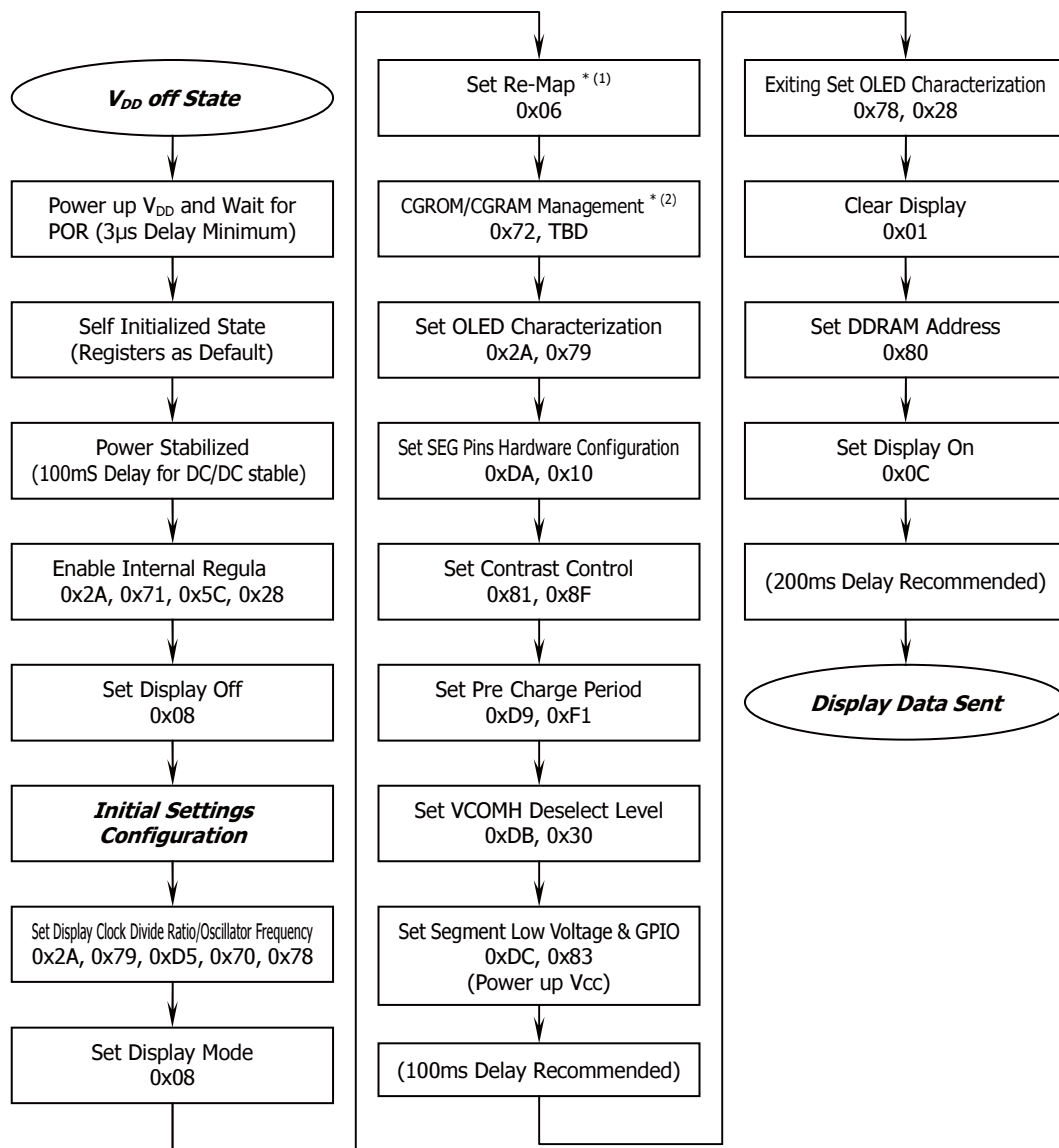 V_DD off State
Power up V_DD and Wait for
POR (3µs Delay Minimum)
Self Initialized State
(Registers as Default)
Power Stabilized
(100mS Delay for DC/DC stable)
Enable Internal Regula
0x2A, 0x71, 0x5C, 0x28
Set Display Off
0x08
Initial Settings
Configuration
Set Display Clock Divide Ratio/Oscillator Frequency
0x2A, 0x79, 0xD5, 0x70, 0x78
Set Display Mode
0x08
Set Re-Map * (1)
0x06
CGROM/CGRAM Management * (2)
0x72, TBD
Set OLED Characterization
0x2A, 0x79
Set SEG Pins Hardware Configuration
0xDA, 0x10
Set Contrast Control
0x81, 0x8F
Set Pre Charge Period
0xD9, 0xF1
Set VCOMH Deselect Level
0xDB, 0x30
Set Segment Low Voltage & GPIO
0xDC, 0x83
(Power up Vcc)
(100ms Delay Recommended)
Exiting Set OLED Characterization
0x78, 0x28
Clear Display
0x01
Set DDRAM Address
0x80
Set Display On
0x0C
(200ms Delay Recommended)
Display Data Sent